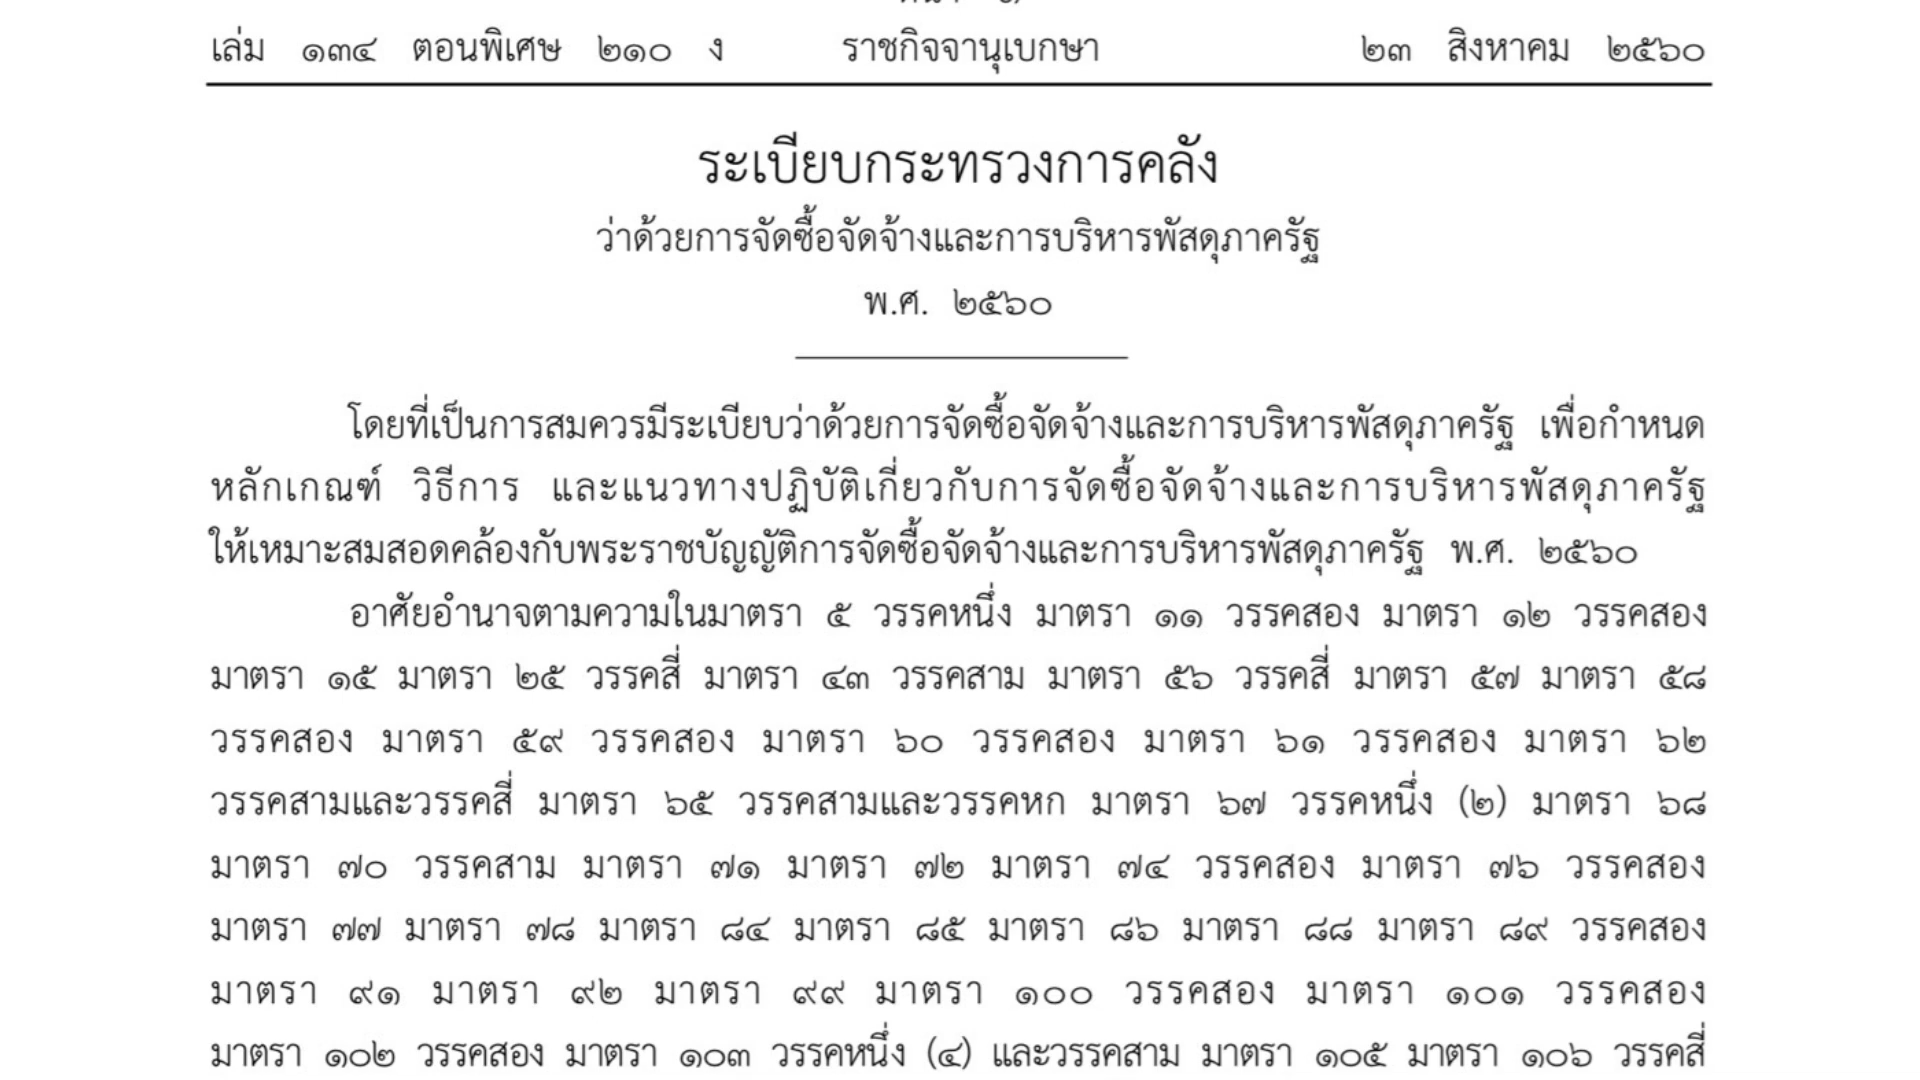 เล่ม ๑๓๔ ตอนพิเศษ ๒๑๐ ง ราชกิจจานุเบกษา ๒๓ สิงหาคม ๒๕๖๐
ระเบียบกระทรวงการคลัง
ว่าด้วยการจัดซื้อจัดจ้างและการบริหารพัสดุภาครัฐ
พ.ศ. ๒๕๖๐
โดยที่เป็นการสมควรมีระเบียบว่าด้วยการจัดซื้อจัดจ้างและการบริหารพัสดุภาครัฐ เพื่อกำหนด
หลักเกณฑ์ วิธีการ และแนวทางปฏิบัติเกี่ยวกับการจัดซื้อจัดจ้างและการบริหารพัสดุภาครัฐ
ให้เหมาะสมสอดคล้องกับพระราชบัญญัติการจัดซื้อจัดจ้างและการบริหารพัสดุภาครัฐ พ.ศ. ๒๕๖๐
อาศัยอำนาจตามความในมาตรา ๕ วรรคหนึ่ง มาตรา ๑๑ วรรคสอง มาตรา ๑๒ วรรคสอง
มาตรา ๑๕ มาตรา ๒๕ วรรคสี่ มาตรา ๔๓ วรรคสาม มาตรา ๕๖ วรรคสี่ มาตรา ๕๗ มาตรา ๕๘
วรรคสอง มาตรา ๕๙ วรรคสอง มาตรา ๖๐ วรรคสอง มาตรา ๖๑ วรรคสอง มาตรา ๖๒
วรรคสามและวรรคสี่ มาตรา ๖๕ วรรคสามและวรรคหก มาตรา ๖๗ วรรคหนึ่ง (๒) มาตรา ๖๘
มาตรา ๗๐ วรรคสาม มาตรา ๗๑ มาตรา ๗๒ มาตรา ๗๔ วรรคสอง มาตรา ๗๖ วรรคสอง
มาตรา ๗๗ มาตรา ๗๘ มาตรา ๘๔ มาตรา ๘๕ มาตรา ๘๖ มาตรา ๘๘ มาตรา ๘๙ วรรคสอง
มาตรา ๙๑ มาตรา ๙๒ มาตรา ๙๙ มาตรา ๑๐๐ วรรคสอง มาตรา ๑๐๑ วรรคสอง
มาตรา ๑๐๒ วรรคสอง มาตรา ๑๐๓ วรรคหนึ่ง (๔) และวรรคสาม มาตรา ๑๐๕ มาตรา ๑๐๖ วรรคสี่